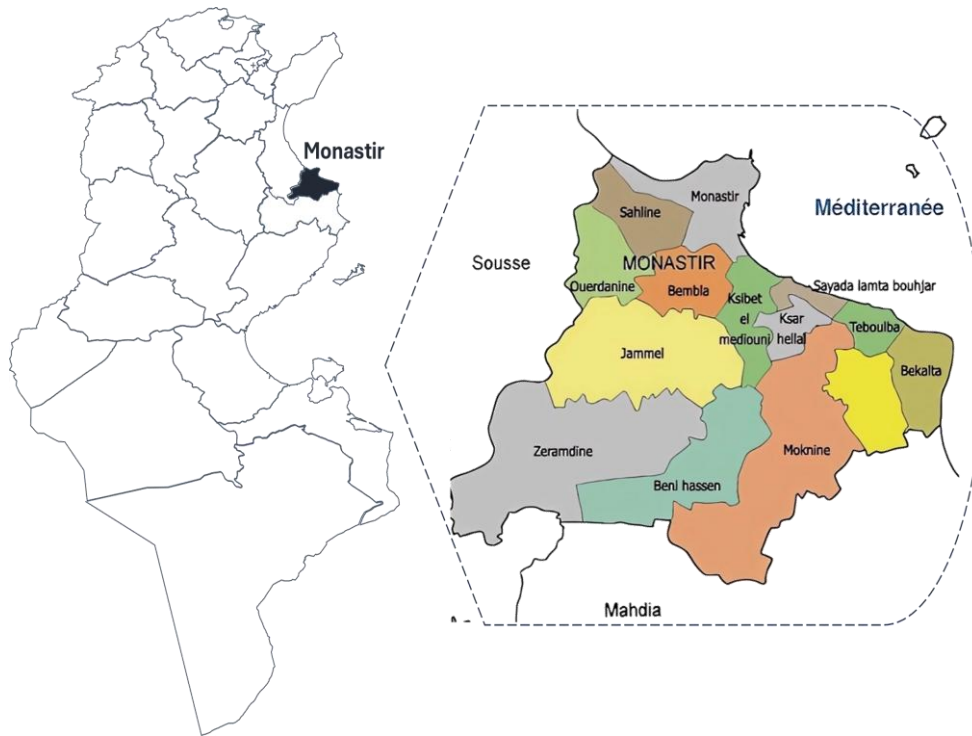 Monastir
Monastir
Méditerranée
Sahline
Sousse
MONASTIR
Ouerdanine
Bembla
Sayada lamta bouhjar
Ksibet
el
mediouni
Ksar
hellal
Teboulba
Jammel
Bekalta
Zeramdine
Moknine
Beni hassen
Mahdia